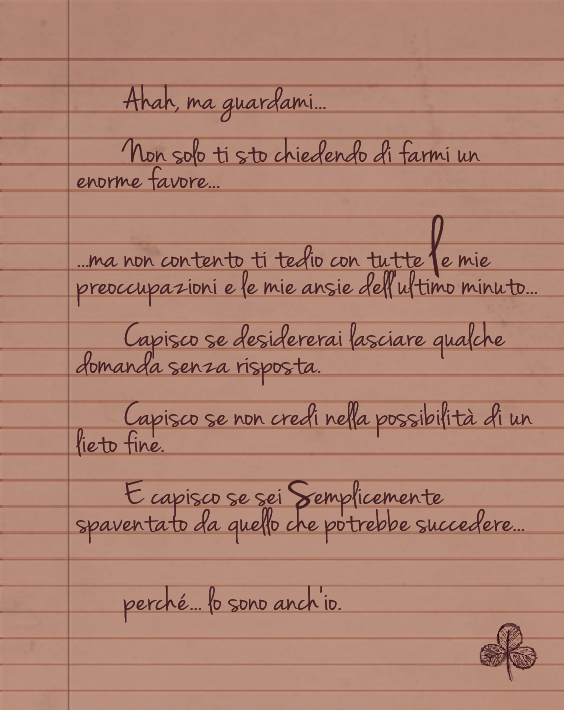 Ahah, ma guardami...
Non solo ti sto chiedendo di farmi un
enorme favore...
...ma non contento ti tedio con tutte le mie
preoccupazioni e le mie ansie dell'ultimo minuto...
Capisco se desidererai lasciare qualche
domanda senza risposta.
Capisco se non credi nella possibilità di un
lieto fine.
E capisco se sei Semplicemente
spaventato da quello che potrebbe succedere...
perché... lo sono anch'io.